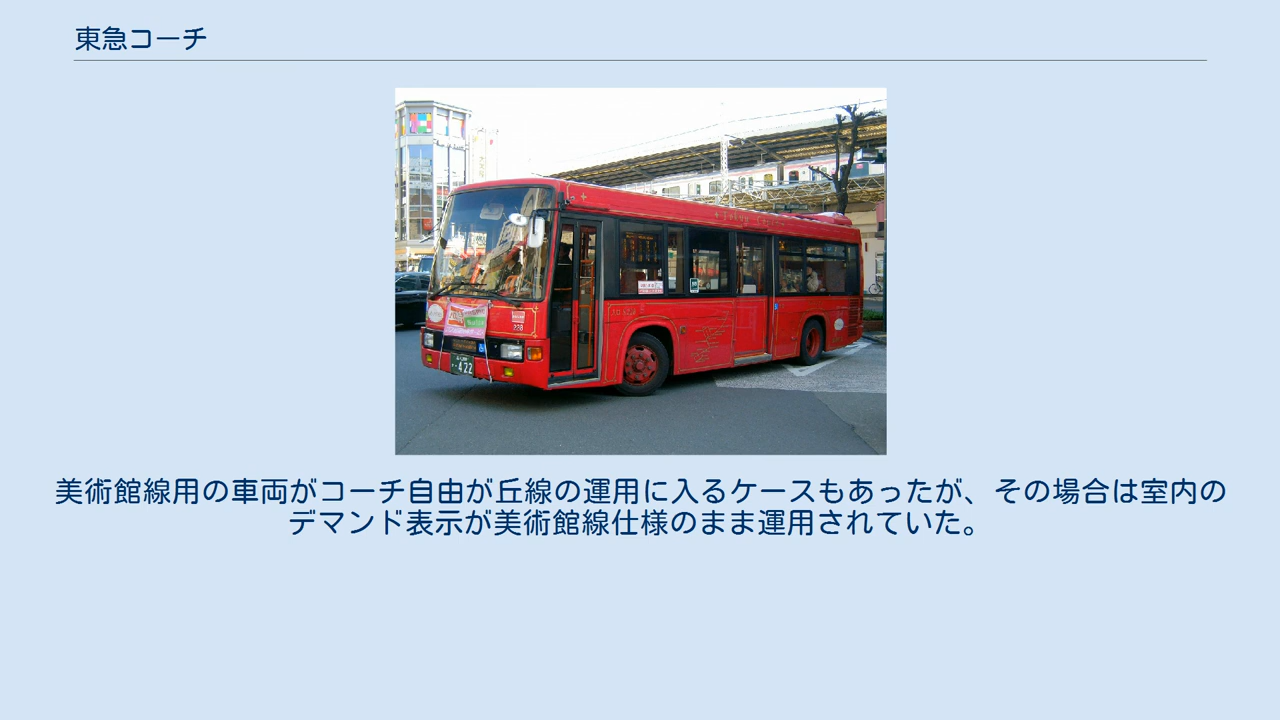 東急コーチ
228
422
美術館線用の車両がコーチ自由が丘線の運用に入るケースもあったが、その場合は室内の
デマンド表示が美術館線仕様のまま運用されていた。